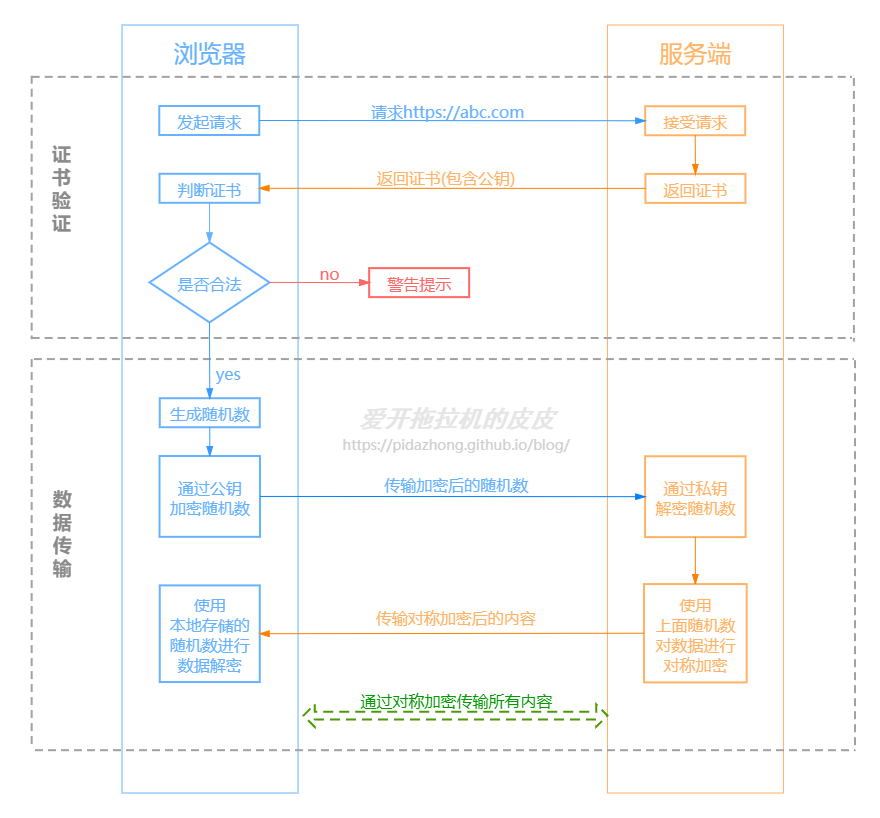 浏览器
服务端
证书验证
发起请求
请求https://abc.com
接受请求
判断证书
返回证书(包含公钥)
返回证书
是否合法
no
警告提示
yes
生成随机数
爱开拖拉机的皮皮
https://pidazhong.github.io/blog/
数据传输
通过公钥
加密随机数
传输加密后的随机数
通过私钥
解密随机数
使用
本地存储的
随机数进行
数据解密
传输对称加密后的内容
使用
上面随机数
对数据进行
对称加密
通过对称加密传输所有内容